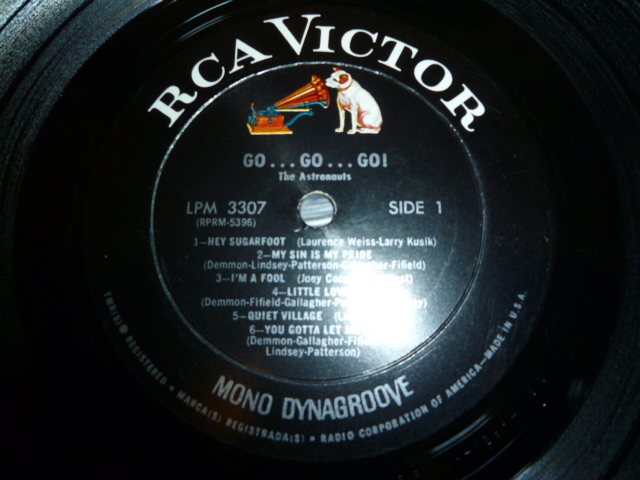 RCA VICTOR
GO...GO...GO!
The Astronauts
LPM 3307
(RPRM-5396)
SIDE 1
1—HEY SUGARFOOT (Laurence Weiss-Larry Kusik)
2—MY SIN IS MY PRIDE
(Demmon-Lindsey-Patterson-Gallagher-Fifield)
3—I'M A FOOL (Joey
4—LITTLE
(Demmon-Fifield-Gallagher-
5—QUIET VILLAGE
6—YOU GOTTA LET
(Demmon-Gallagher-
Lindsey-Patterson)
MONO DYNAGROOVE
TMK(S) ® REGISTERED • MARCA(S) REGISTRADA(S) • RADIO CORPORATION OF AMERICA—MADE IN U.S.A.